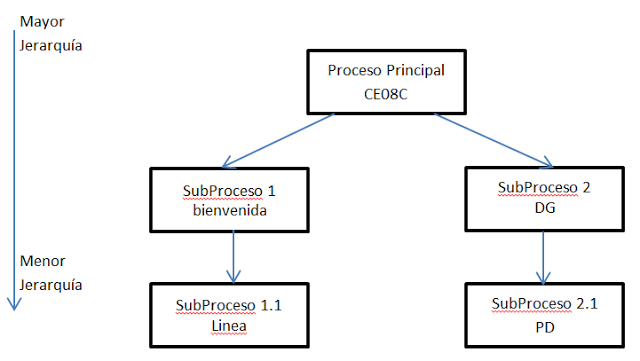 Mayor
Jerarquía
Proceso Principal
CE08C
SubProceso 1
bienvenida
SubProceso 2
DG
Menor
Jerarquía
SubProceso 1.1
Linea
SubProceso 2.1
PD